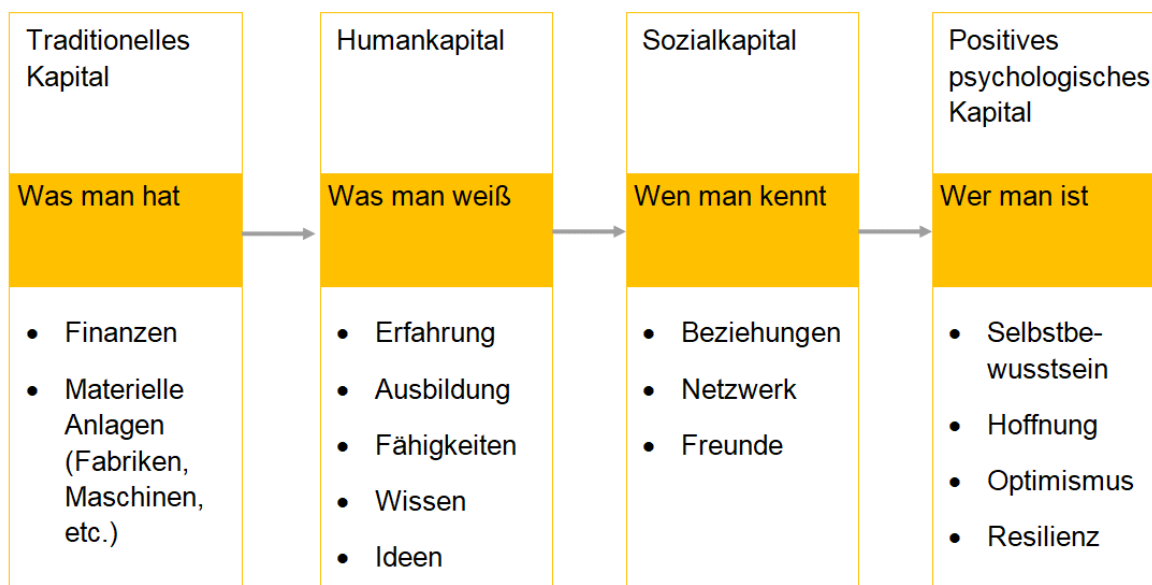 Traditionelles
Kapital
Was man hat
• Finanzen
• Materielle
Anlagen
(Fabriken,
Maschinen,
etc.)
Humankapital
Was man weiß
• Erfahrung
• Ausbildung
• Fähigkeiten
• Wissen
• Ideen
Sozialkapital
Wen man kennt
• Beziehungen
• Netzwerk
• Freunde
Positives
psychologisches
Kapital
Wer man ist
• Selbstbe-
wusstsein
• Hoffnung
• Optimismus
• Resilienz